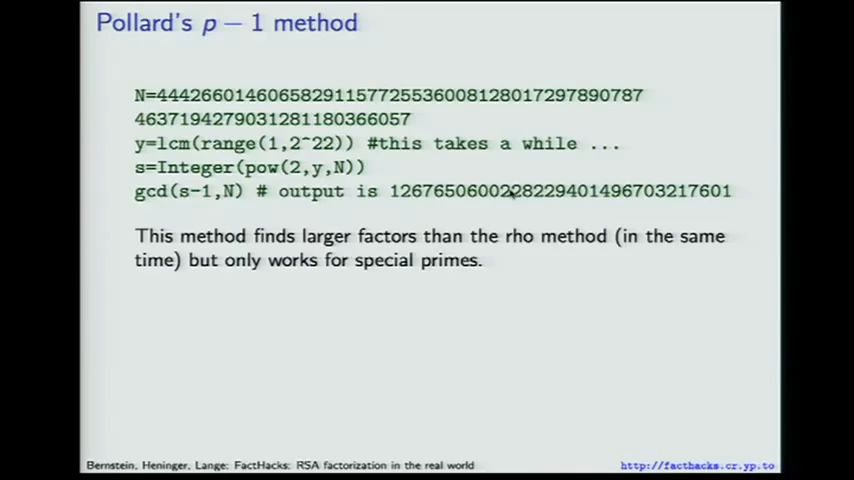 Pollard's p − 1 method
N=44426601460658291157725536008128017297890787
4637194279031281180366057
y=lcm(range(1,2^22)) #this takes a while ...
s=Integer(pow(2,y,N))
gcd(s-1,N) # output is 1267650600228229401496703217601
This method finds larger factors than the rho method (in the same
time) but only works for special primes.
Bernstein, Heninger, Lange: FactHacks: RSA factorization in the real world
http://facthacks.cr.yp.to